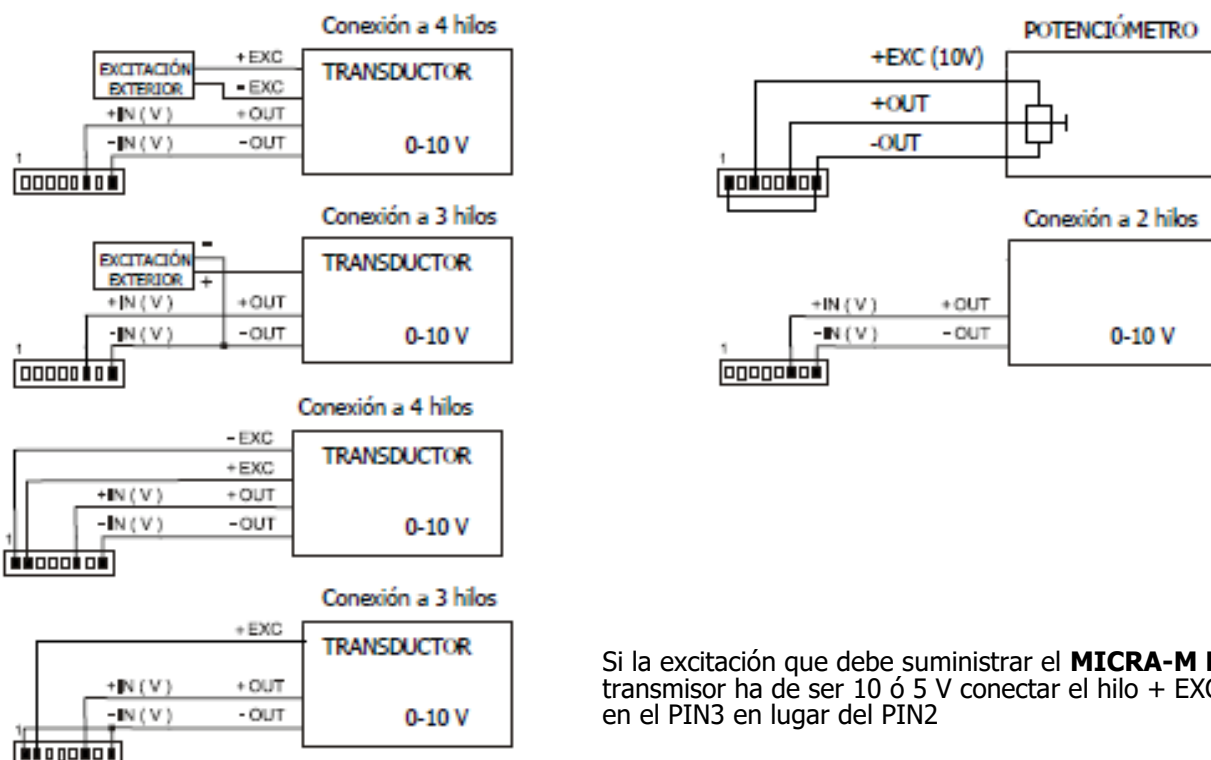 Conexión a 4 hilos
EXCITACIÓN
EXTERIOR
+EXC
-EXC
TRANSDUCTOR
+IN (V)
+OUT
-IN (V)
-OUT
0-10 V
1
Conexión a 3 hilos
EXCITACIÓN
EXTERIOR
-
+
TRANSDUCTOR
+IN (V)
+OUT
-IN (V)
-OUT
0-10 V
1
Conexión a 4 hilos
-EXC
+EXC
TRANSDUCTOR
+IN (V)
+OUT
-IN (V)
-OUT
0-10 V
1
Conexión a 3 hilos
+EXC
TRANSDUCTOR
+IN (V)
+OUT
-IN (V)
-OUT
0-10 V
1
POTENCIÓMETRO
+EXC (10V)
+OUT
-OUT
1
Conexión a 2 hilos
+IN (V)
+OUT
-IN (V)
-OUT
0-10 V
1
Si la excitación que debe suministrar el MICRA-M
transmisor ha de ser 10 ó 5 V conectar el hilo + EXC
en el PIN3 en lugar del PIN2